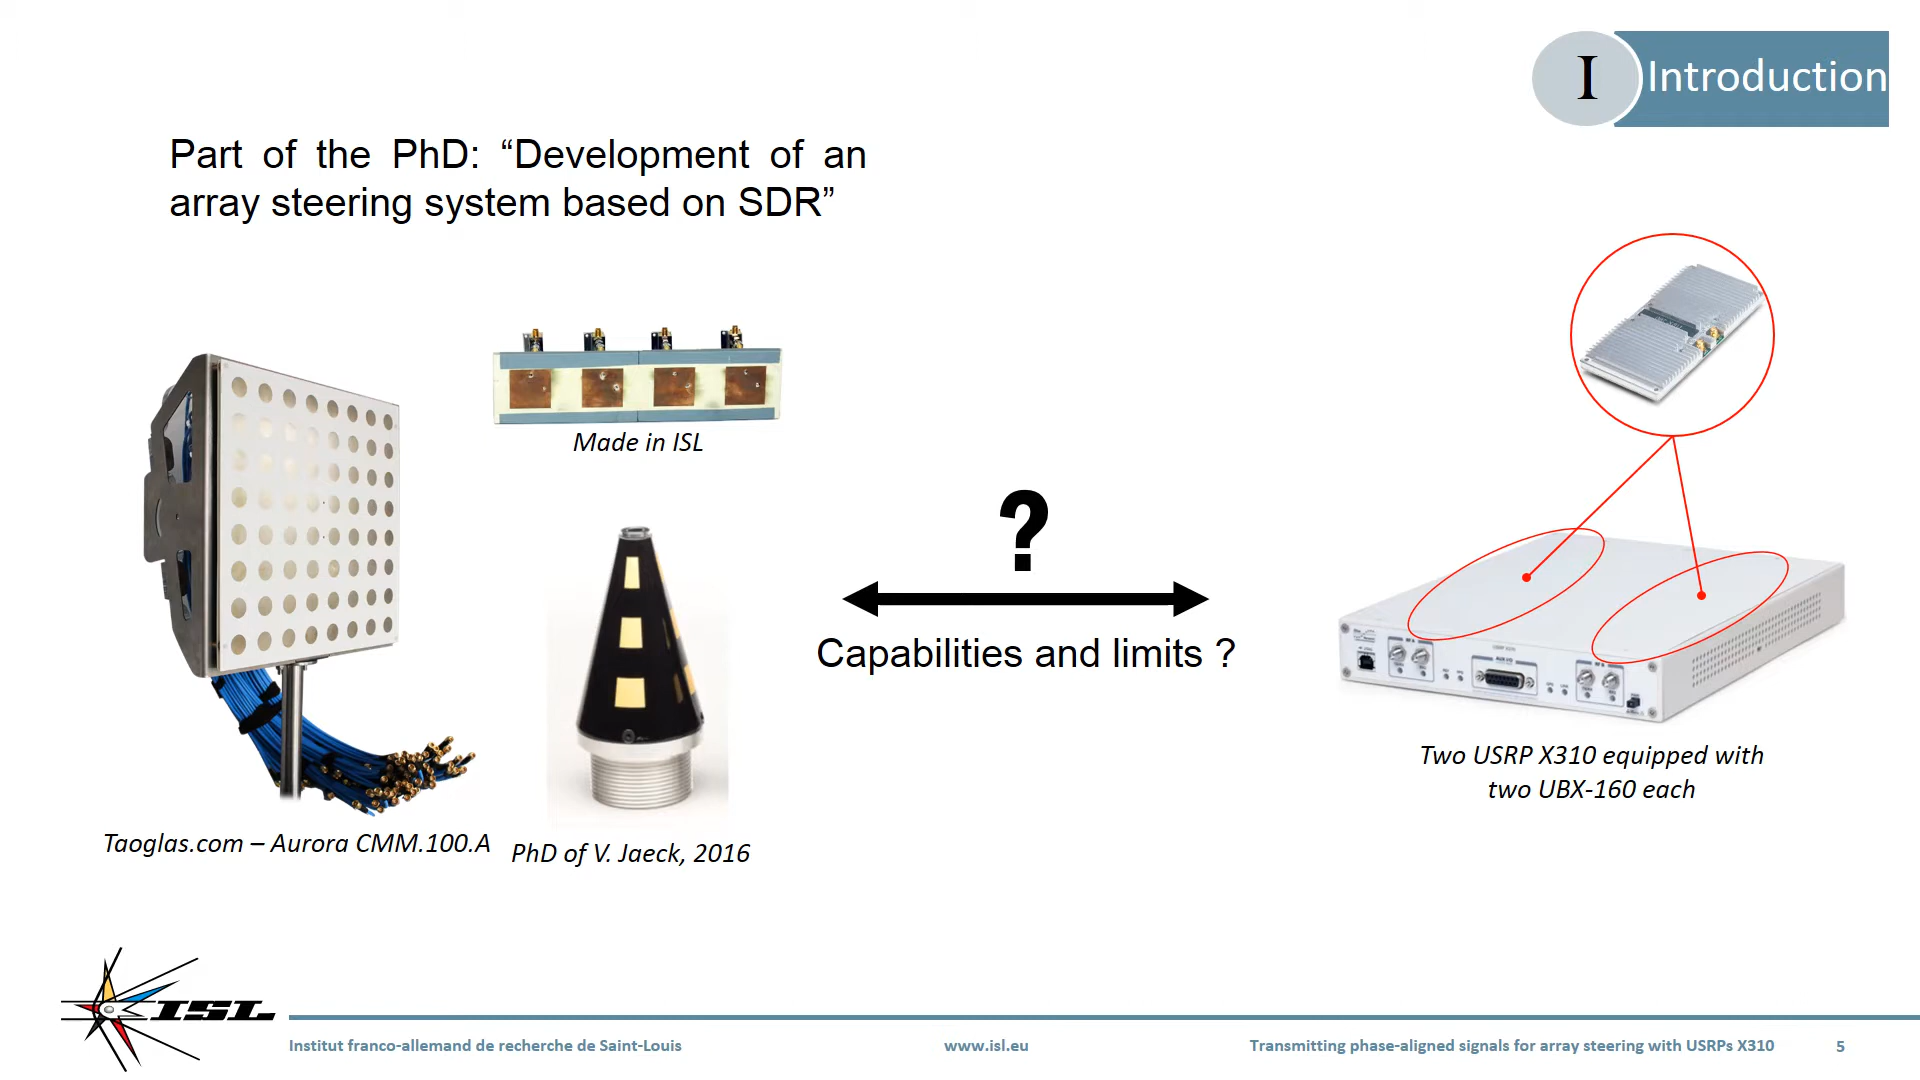 I Introduction
Part of the PhD: “Development of an
array steering system based on SDR”
Made in ISL
?
Capabilities and limits ?
Two USRP X310 equipped with
two UBX-160 each
Taoglas.com – Aurora CMM.100.A
PhD of V. Jaeck, 2016
ISL
Institut franco-allemand de recherche de Saint-Louis
www.isl.eu
Transmitting phase-aligned signals for array steering with USRPs X310
5